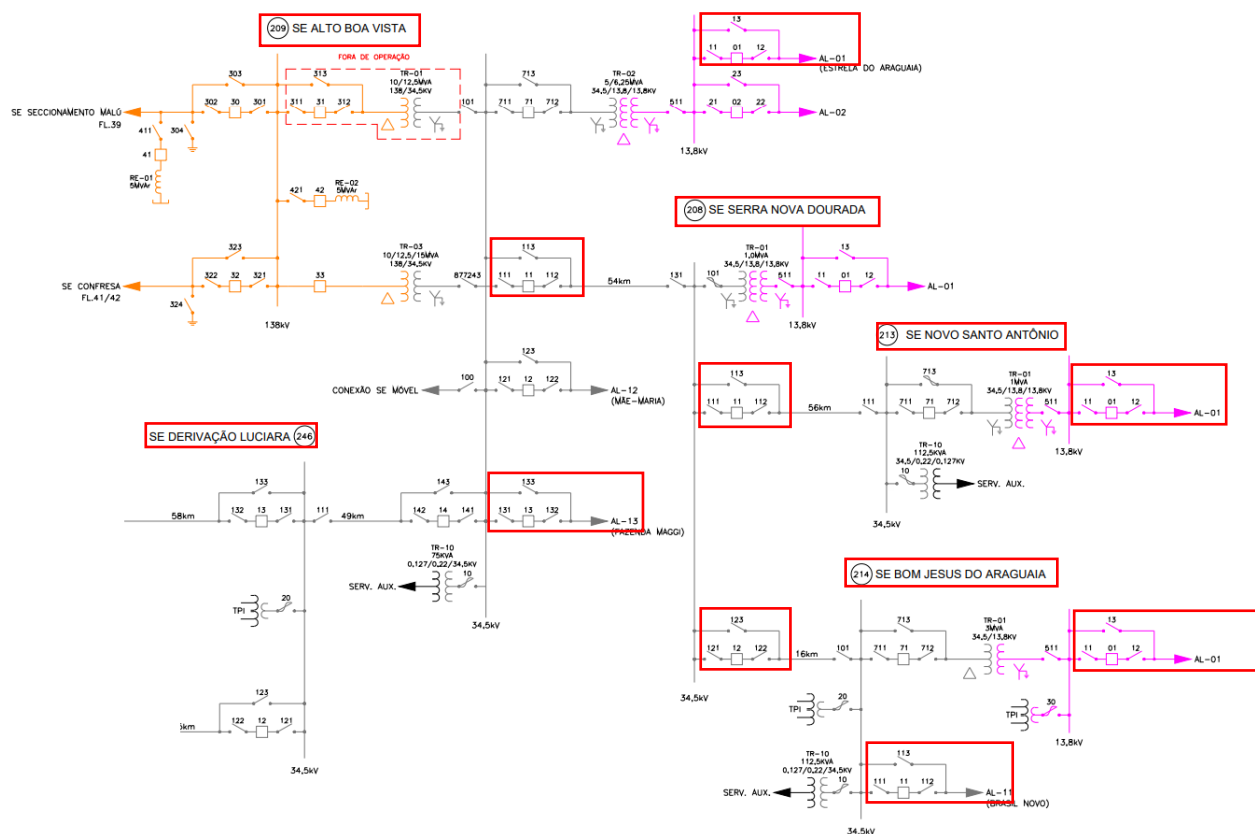 209 SE ALTO BOA VISTA
FORA DE OPERAÇÃO
13
11 01 12
AL-01
(ESTRELA DO ARAGUAIA)
303
302 30 301
SE SECCIONAMENTO MALÚ
FL.39
411
304
41
RE-01
5MVAr
313
311 31 312
TR-01
10/12,5MVA
138/34,5KV
101
713
711 71 712
TR-02
5/6,25MVA
34,5/13,8/13,8KV
511
23
21 02 22
AL-02
13,8kV
421 42
RE-02
5MVAr
208 SE SERRA NOVA DOURADA
323
322 32 321
SE CONFRESA
FL.41/42
324
33
138kV
TR-03
10/12,5/15MVA
138/34,5KV
877243
113
111 11 112
54km
131
101
TR-01
1,0MVA
34,5/13,8/13,8KV
511
13
11 01 12
AL-01
13,8kV
213 SE NOVO SANTO ANTÔNIO
CONEXÃO SE MÓVEL
100
123
121 12 122
AL-12
(MÃE-MARIA)
113
111 11 112
56km
111
713
711 71 712
TR-01
1MVA
34,5/13,8/13,8KV
511
13
11 01 12
AL-01
13,8kV
TR-10
112,5KVA
34,5/0,22/0,127KV
10
SERV. AUX.
34,5kV
SE DERIVAÇÃO LUCIARA 246
58km
133
132 13 131
111
49km
143
142 14 141
133
131 13 132
AL-13
(FAZENDA MAGGI)
TR-10
75KVA
0,127/0,22/34,5KV
10
SERV. AUX.
TPI
20
34,5kV
214 SE BOM JESUS DO ARAGUAIA
123
121 12 122
16km
101
713
711 71 712
TR-01
3MVA
34,5/13,8KV
511
13
11 01 12
AL-01
34,5kV
TPI
20
TPI
30
13,8kV
123
122 12 121
34,5kV
TR-10
112,5KVA
0,127/0,22/34,5KV
10
SERV. AUX.
113
111 11 112
AL-11
(BRASIL NOVO)
34,5kV